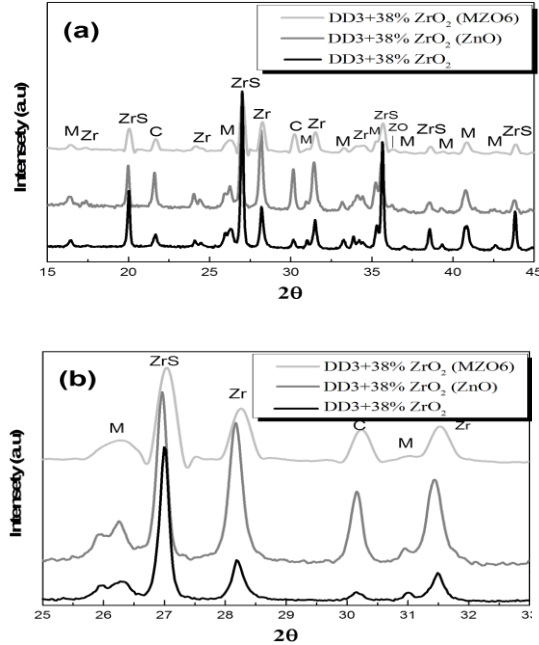 (a)
DD3+38% ZrO₂ (MZO6)
DD3+38% ZrO₂ (ZnO)
DD3+38% ZrO₂
Intensety (a.u)
M Zr ZrS C Zr M ZrS Zr C M Zr M Zr M ZrS ZO M ZrS M M M ZrS
15 20 25 30 35 40 45
2θ
(b)
DD3+38% ZrO₂ (MZO6)
DD3+38% ZrO₂ (ZnO)
DD3+38% ZrO₂
Intensety (a.u)
M ZrS Zr C M Zr
25 26 27 28 29 30 31 32 33
2θ